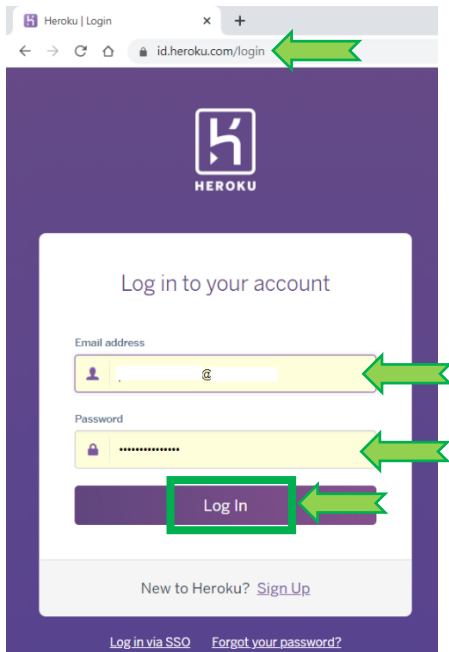 Heroku | Login
id.heroku.com/login
HEROKU
Log in to your account
Email address
@
Password
•••••••••••••••
Log In
New to Heroku? Sign Up
Log in via SSO Forgot your password?